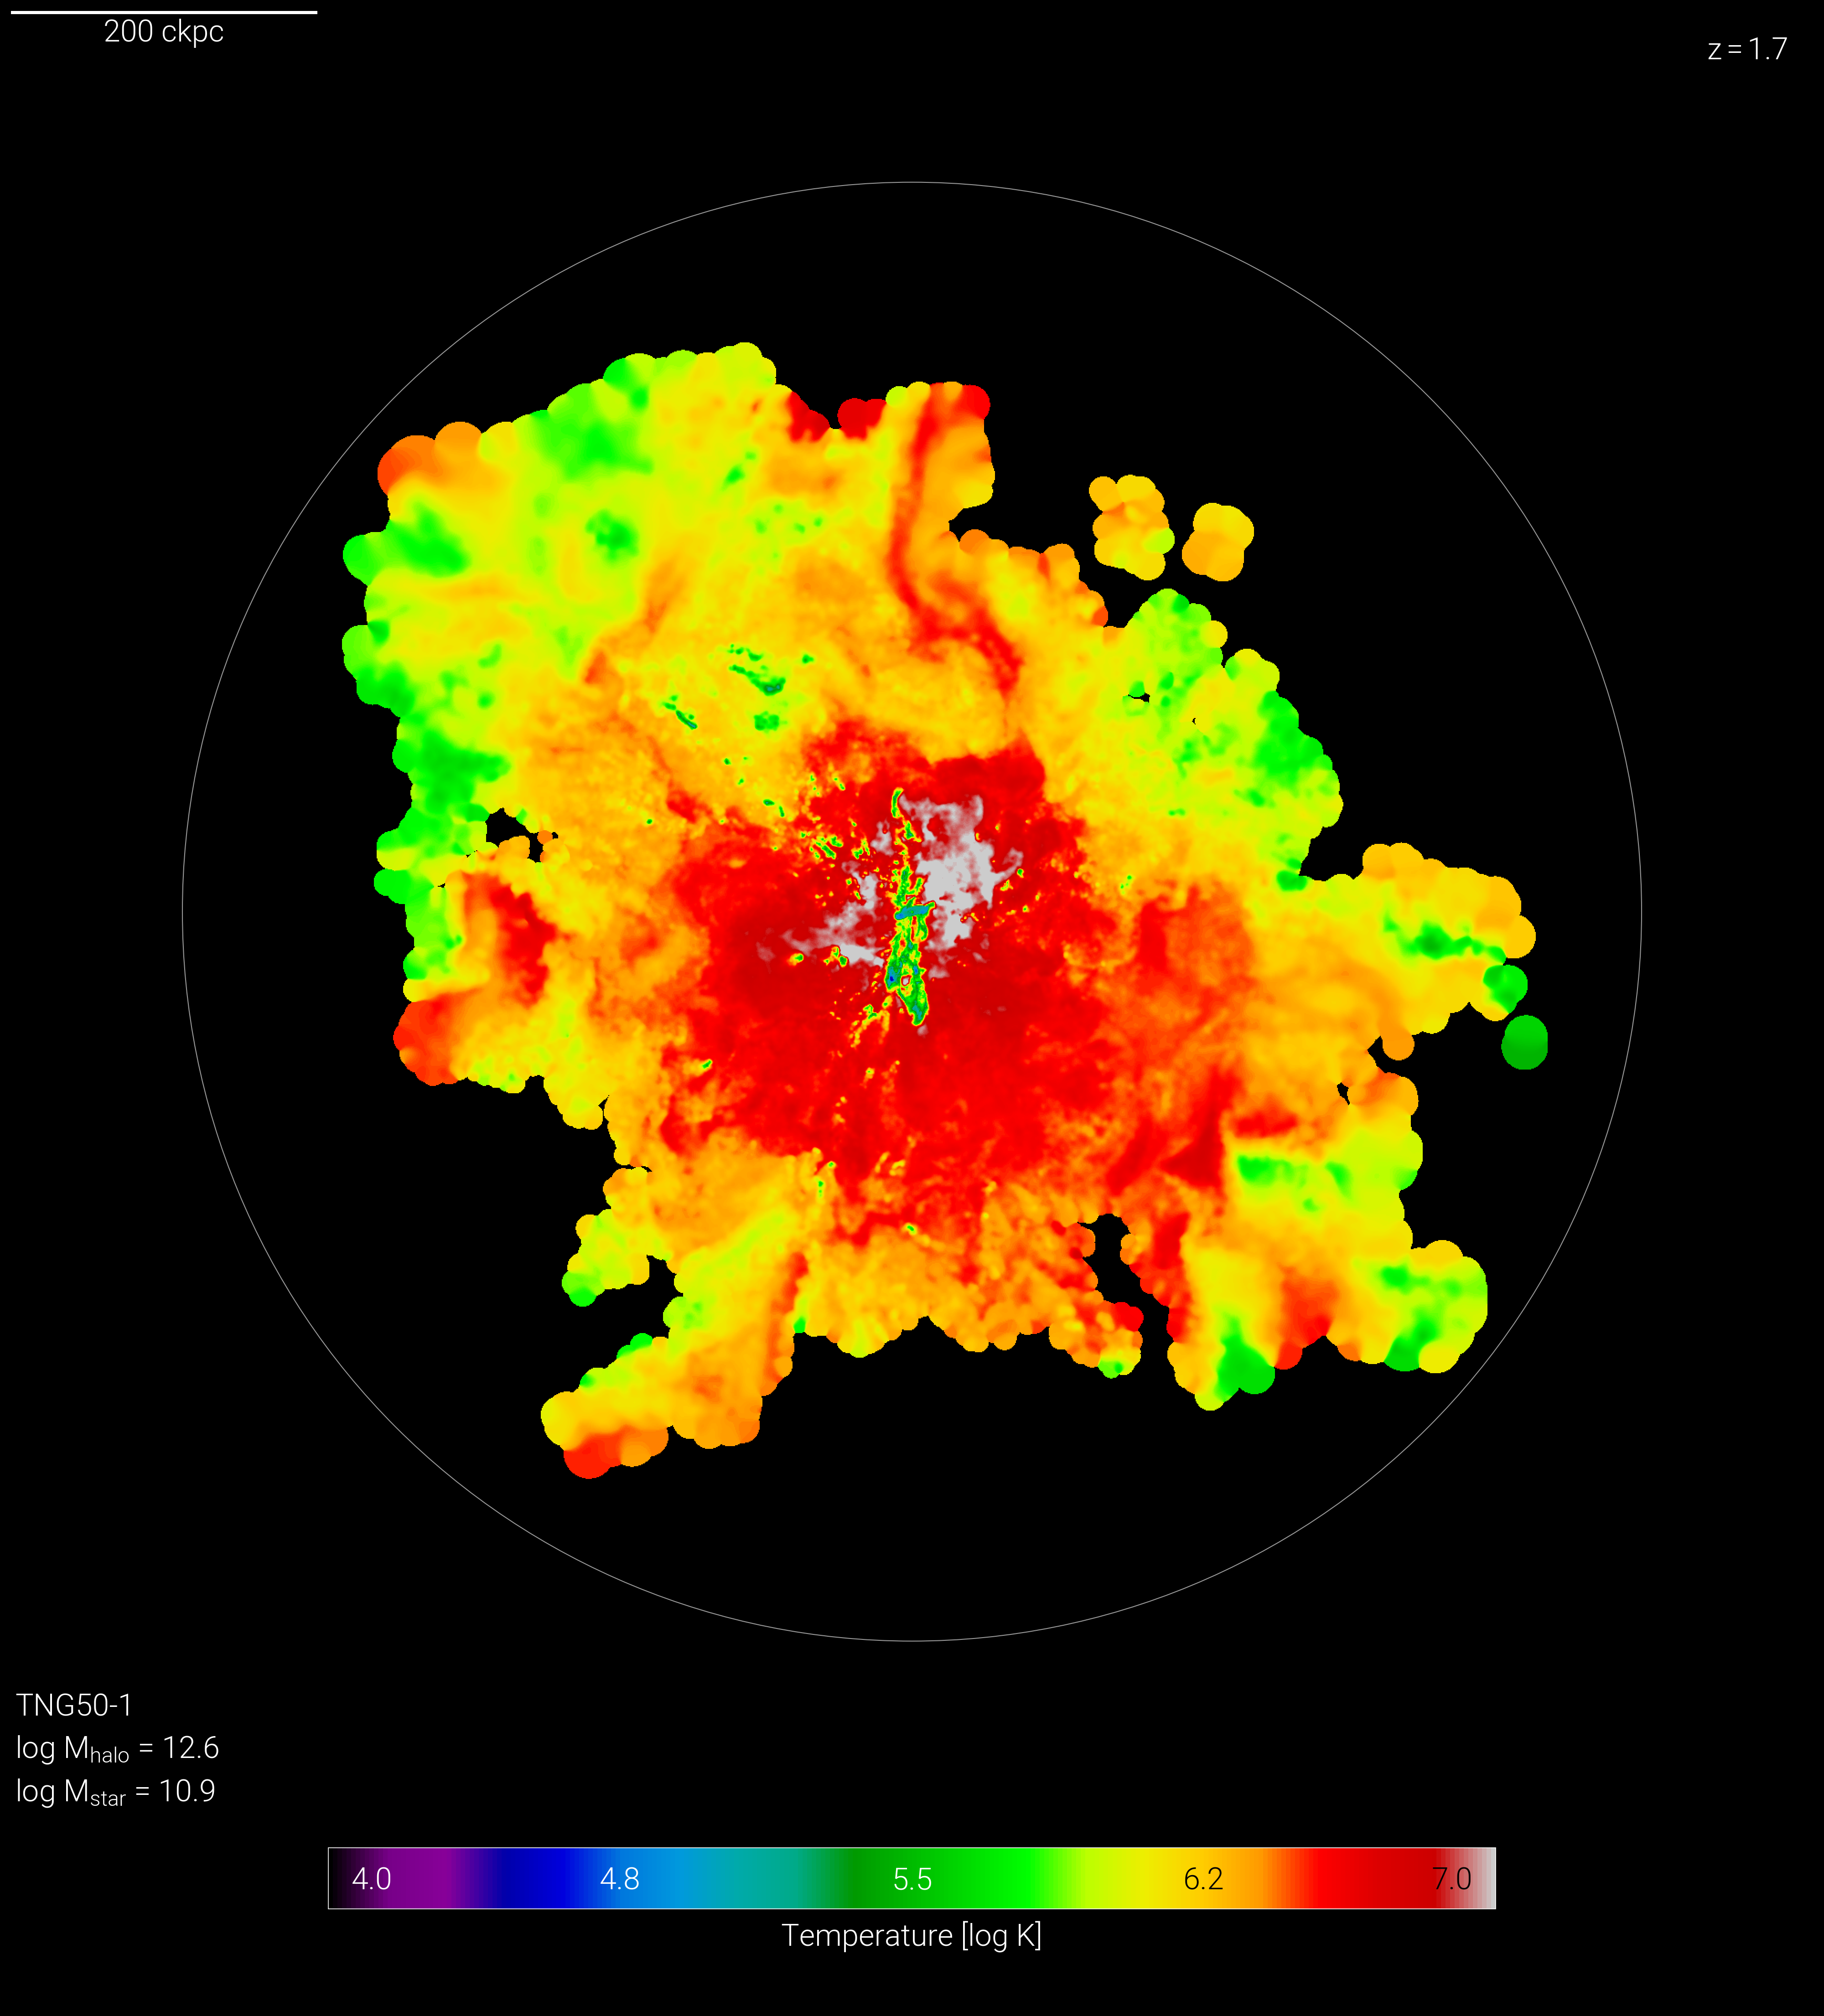 200 ckpc
z = 1.7
TNG50-1
log Mhalo = 12.6
log Mstar = 10.9
4.0 4.8 5.5 6.2 7.0
Temperature [log K]